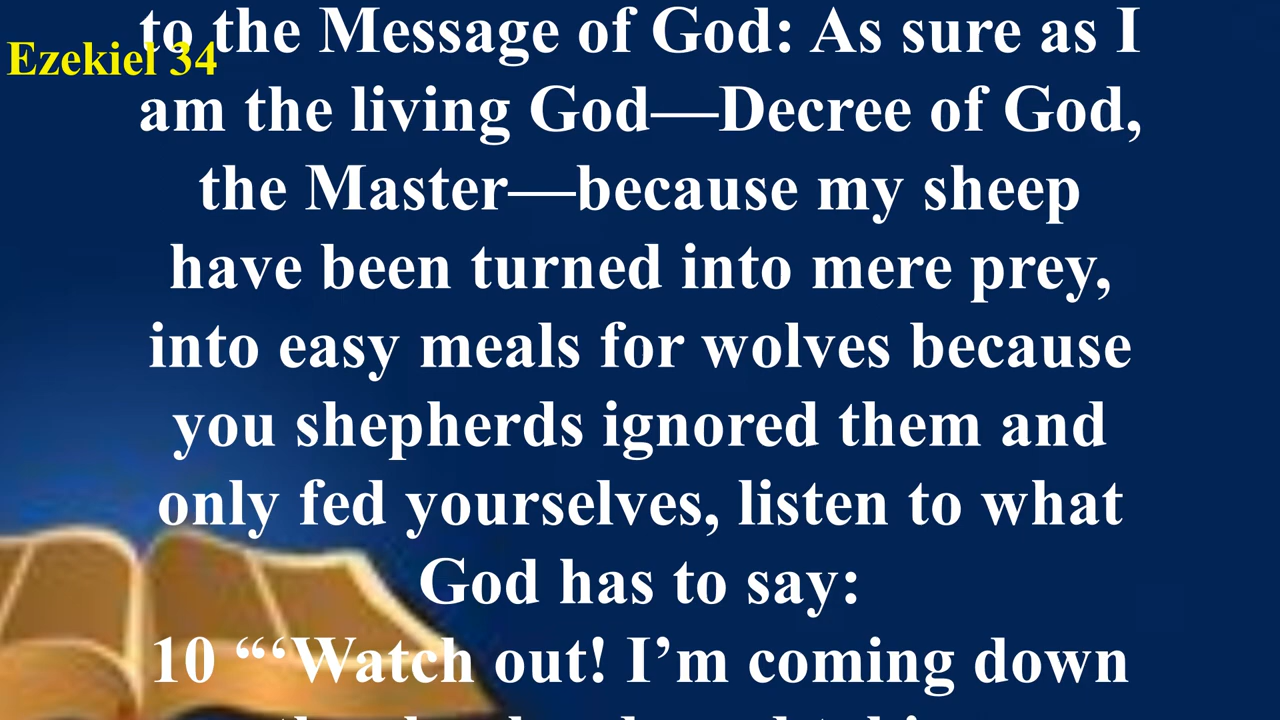 Ezekiel 34
to the Message of God: As sure as I
am the living God—Decree of God,
the Master—because my sheep
have been turned into mere prey,
into easy meals for wolves because
you shepherds ignored them and
only fed yourselves, listen to what
God has to say:
10 “‘Watch out! I’m coming down